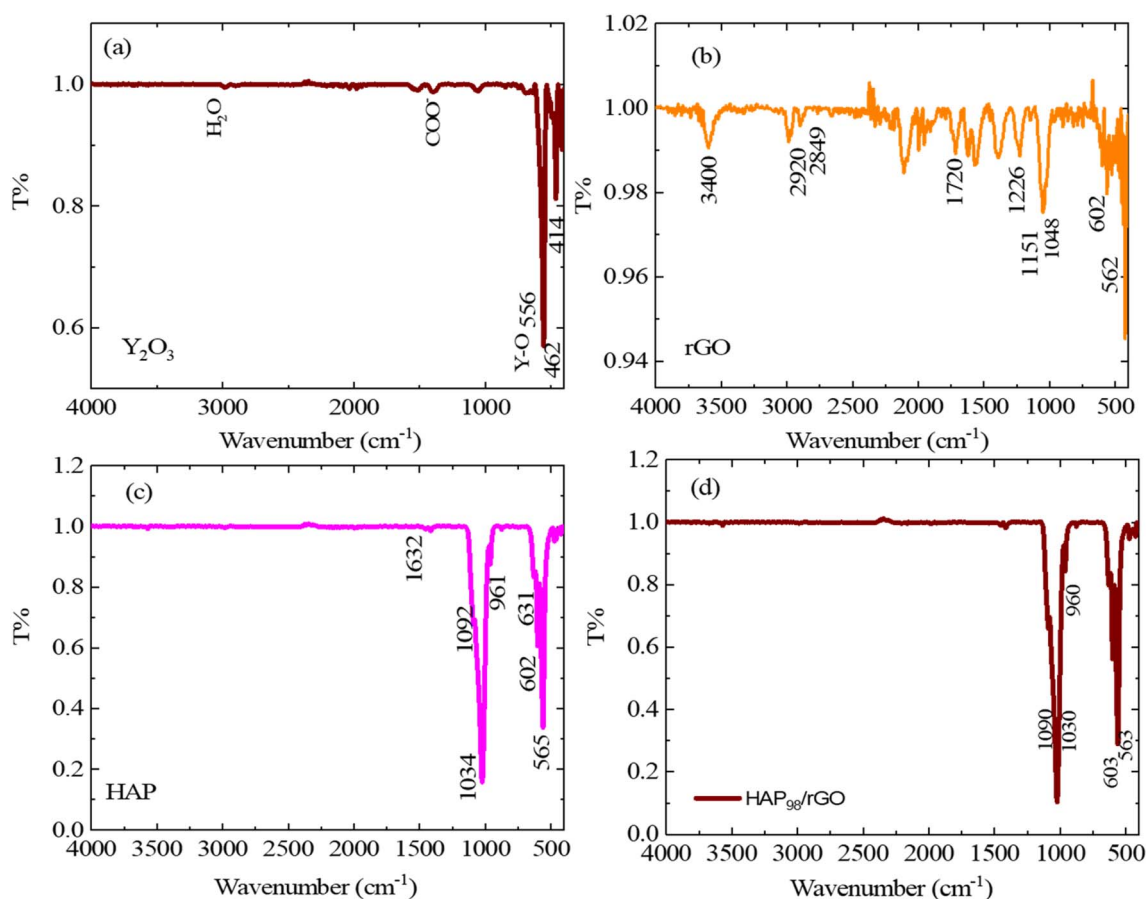 (a)
T%
1.0
0.8
0.6
H₂O
COO⁻
Y-O 556
462
414
Y₂O₃
4000 3000 2000 1000
Wavenumber (cm⁻¹)
(b)
T%
1.02
1.00
0.98
0.96
0.94
3400
2920
2849
1720
1226
1151
1048
602
562
rGO
4000 3500 3000 2500 2000 1500 1000 500
Wavenumber (cm⁻¹)
(c)
T%
1.2
1.0
0.8
0.6
0.4
0.2
0.0
1632
1092
1034
961
631
602
565
HAP
4000 3500 3000 2500 2000 1500 1000 500
Wavenumber (cm⁻¹)
(d)
T%
1.2
1.0
0.8
0.6
0.4
0.2
0.0
960
1090
1030
603
563
HAP₉₈/rGO
4000 3500 3000 2500 2000 1500 1000 500
Wavenumber (cm⁻¹)